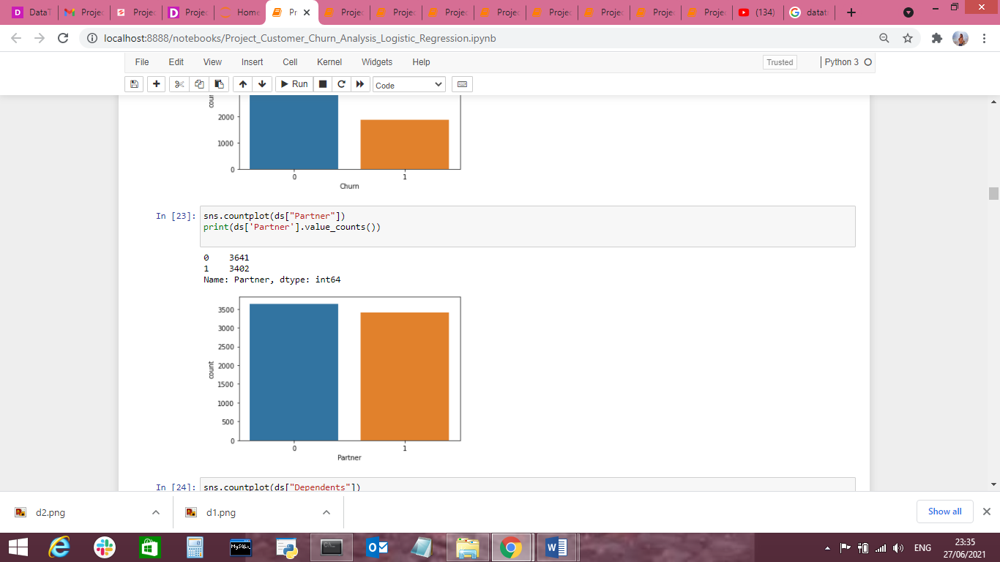 DataT
Projec
Projec
Projec
Home
Pr
Projec
Projec
Projec
Projec
Projec
Projec
Projec
Projec
(134)
datat
localhost:8888/notebooks/Project_Customer_Churn_Analysis_Logistic_Regression.ipynb
File Edit View Insert Cell Kernel Widgets Help
Trusted
Python 3
Run
Code
2000
1000
0
0 1
Churn
In [23]: sns.countplot(ds["Partner"])
print(ds['Partner'].value_counts())
0 3641
1 3402
Name: Partner, dtype: int64
3500
3000
2500
2000
1500
1000
500
0
count
0 1
Partner
In [24]: sns.countplot(ds["Dependents"])
d2.png
d1.png
Show all
MySQL
ENG
23:35
27/06/2021